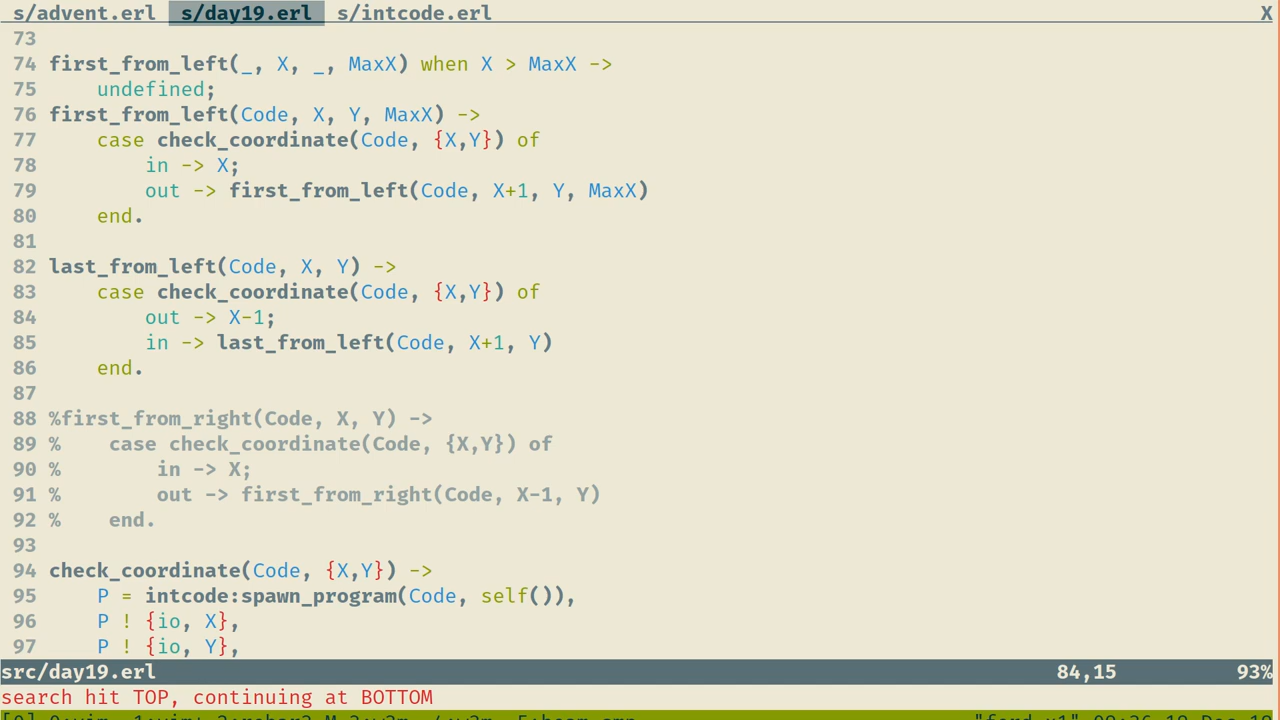 s/advent.erl  s/day19.erl  s/intcode.erl X
73
74 first_from_left(_, X, _, MaxX) when X > MaxX ->
75     undefined;
76 first_from_left(Code, X, Y, MaxX) ->
77     case check_coordinate(Code, {X,Y}) of
78         in -> X;
79         out -> first_from_left(Code, X+1, Y, MaxX)
80     end.
81
82 last_from_left(Code, X, Y) ->
83     case check_coordinate(Code, {X,Y}) of
84         out -> X-1;
85         in -> last_from_left(Code, X+1, Y)
86     end.
87
88 %first_from_right(Code, X, Y) ->
89 %    case check_coordinate(Code, {X,Y}) of
90 %        in -> X;
91 %        out -> first_from_right(Code, X-1, Y)
92 %    end.
93
94 check_coordinate(Code, {X,Y}) ->
95     P = intcode:spawn_program(Code, self()),
96     P ! {io, X},
97     P ! {io, Y},
src/day19.erl 84,15 93%
search hit TOP, continuing at BOTTOM